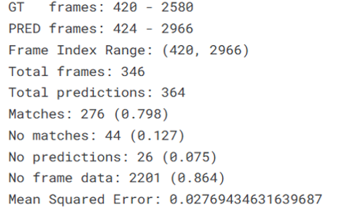 GT   frames: 420 - 2580
PRED frames: 424 - 2966
Frame Index Range: (420, 2966)
Total frames: 346
Total predictions: 364
Matches: 276 (0.798)
No matches: 44 (0.127)
No predictions: 26 (0.075)
No frame data: 2201 (0.864)
Mean Squared Error: 0.02769434631639687